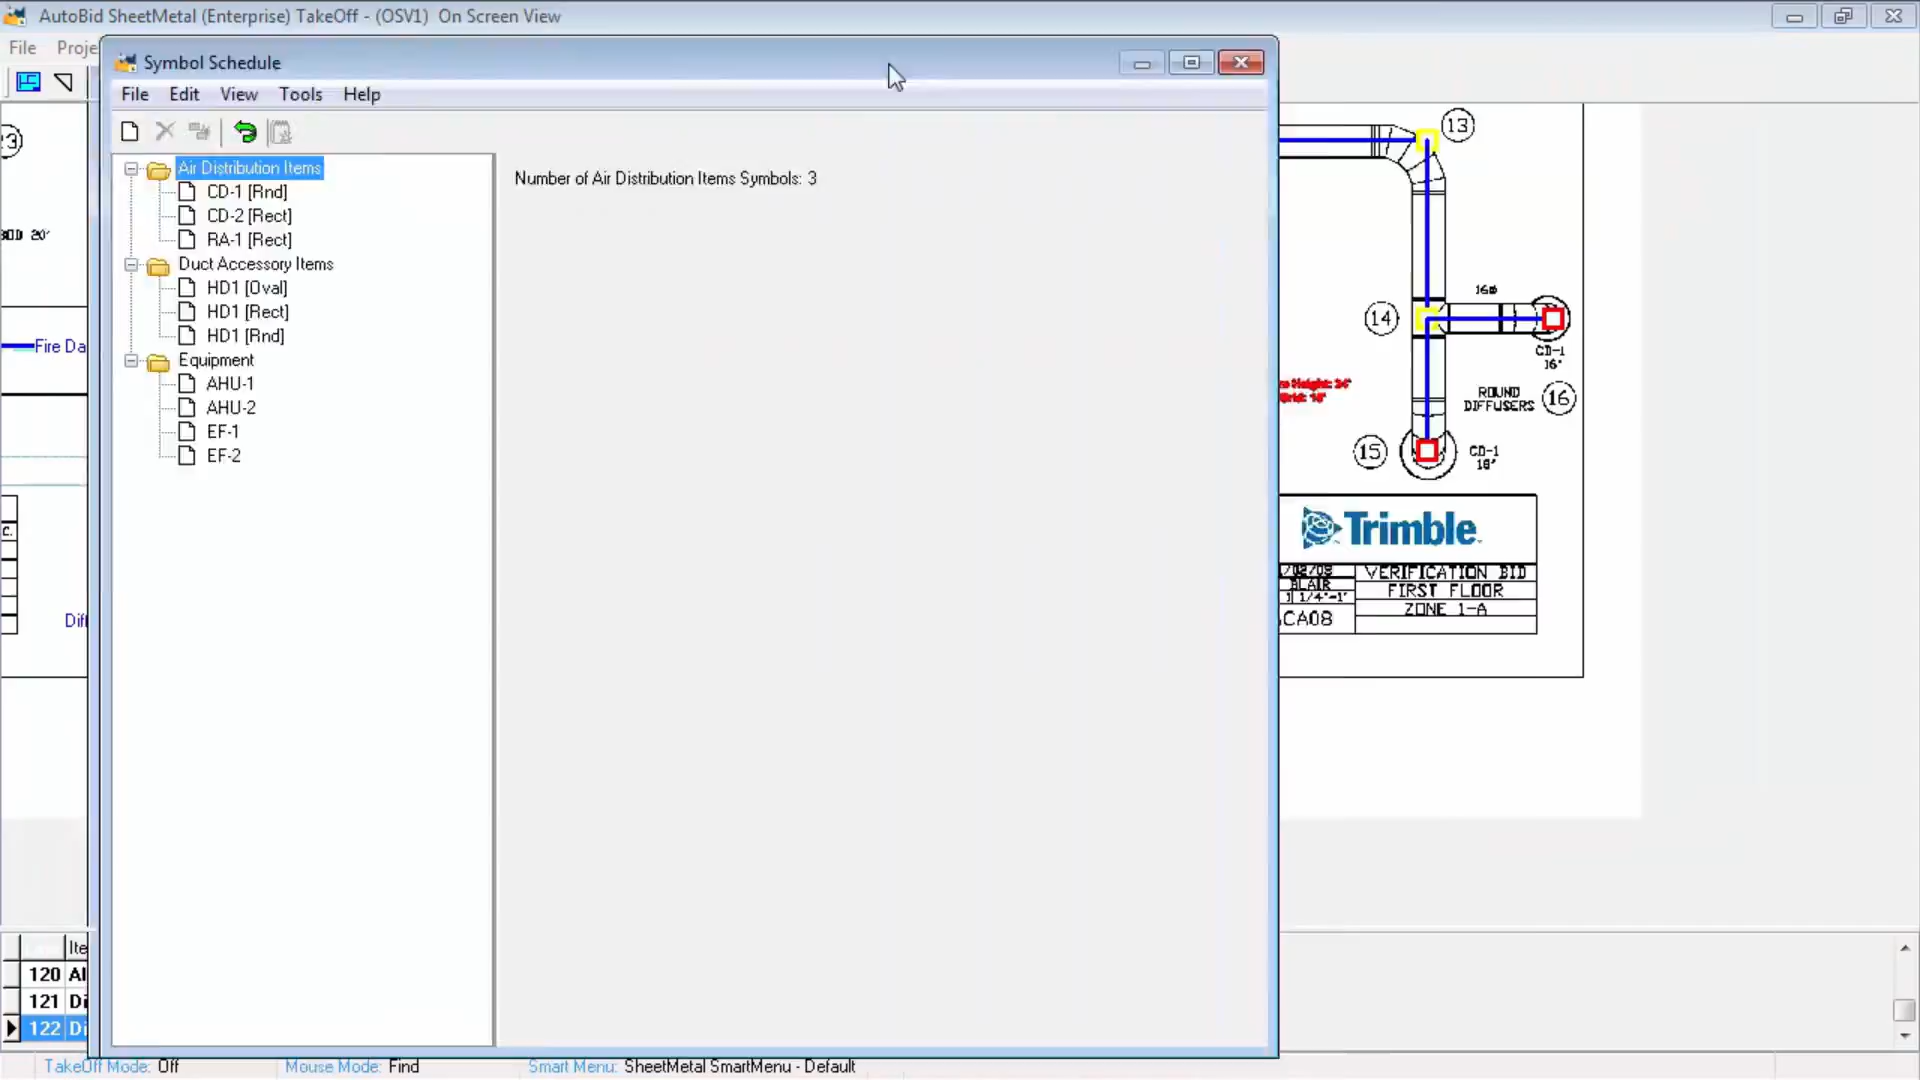 AutoBid SheetMetal (Enterprise) TakeOff - (OSV1)  On Screen View
File
Symbol Schedule
File Edit View Tools Help
Air Distribution Items
CD-1 [Rnd]
CD-2 [Rect]
RA-1 [Rect]
Duct Accessory Items
HD1 [Oval]
HD1 [Rect]
HD1 [Rnd]
Equipment
AHU-1
AHU-2
EF-1
EF-2
Number of Air Distribution Items Symbols: 3
20"
Fire Da
13
14
16ø
CD-1
16"
ROUND
DIFFUSERS
16
15
CD-1
18"
Trimble
VERIFICATION BID
FIRST FLOOR
ZONE 1-A
BLAIR
CA08
120
121
122
TakeOff Mode: Off
Mouse Mode: Find
Smart Menu: SheetMetal SmartMenu - Default